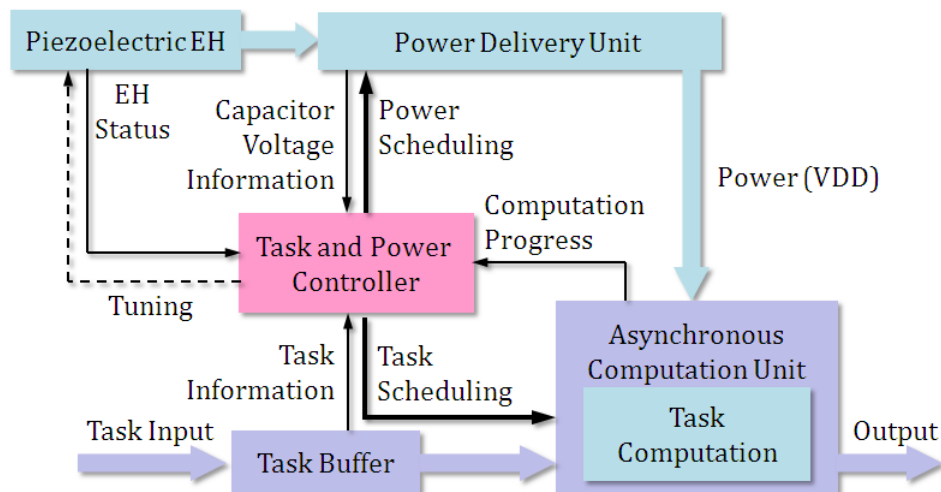 Piezoelectric EH
Power Delivery Unit
EH
Status
Capacitor
Voltage
Information
Power
Scheduling
Power (VDD)
Computation
Progress
Task and Power
Controller
Tuning
Task
Information
Task
Scheduling
Asynchronous
Computation Unit
Task
Computation
Task Input
Task Buffer
Output